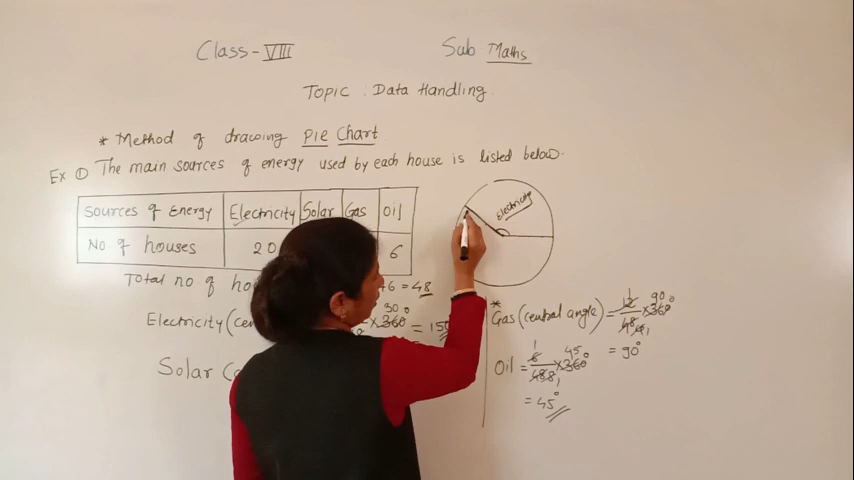 Class-VIII Sub Maths
Topic : Data Handling
* Method of drawing PIE Chart
Ex ① The main sources of energy used by each house is listed below.
Sources of Energy Electricity Solar Gas Oil
No of houses 20 6
Total no of = 48
Electricity
30°
×360 = 150
Solar
Electricity
* Gas (central angle) = 12/48 × 360° 90°
= 90°
Oil = 6/48 × 360° 45°
= 45°